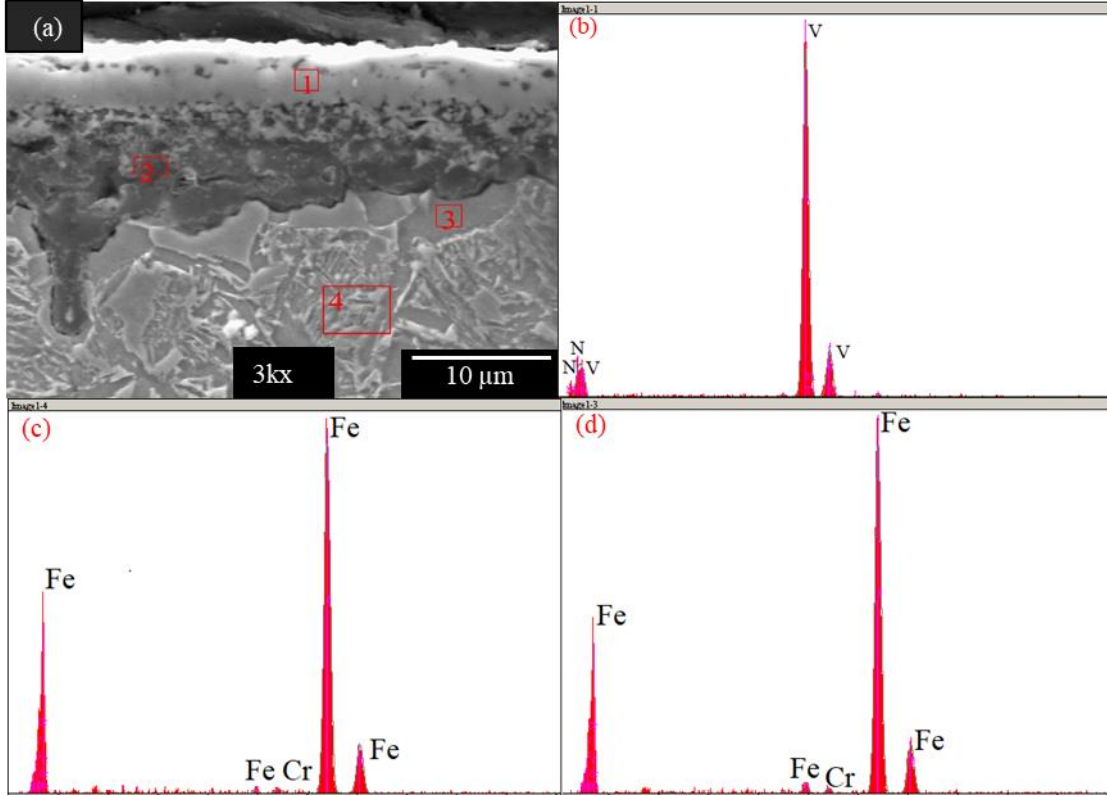 (a)
1
2
3
4
3kx
10 µm
Image1-1
(b)
V
N
N V
V
Image1-4
(c)
Fe
Fe
Fe Cr
Fe
Image1-3
(d)
Fe
Fe
Fe
Cr
Fe